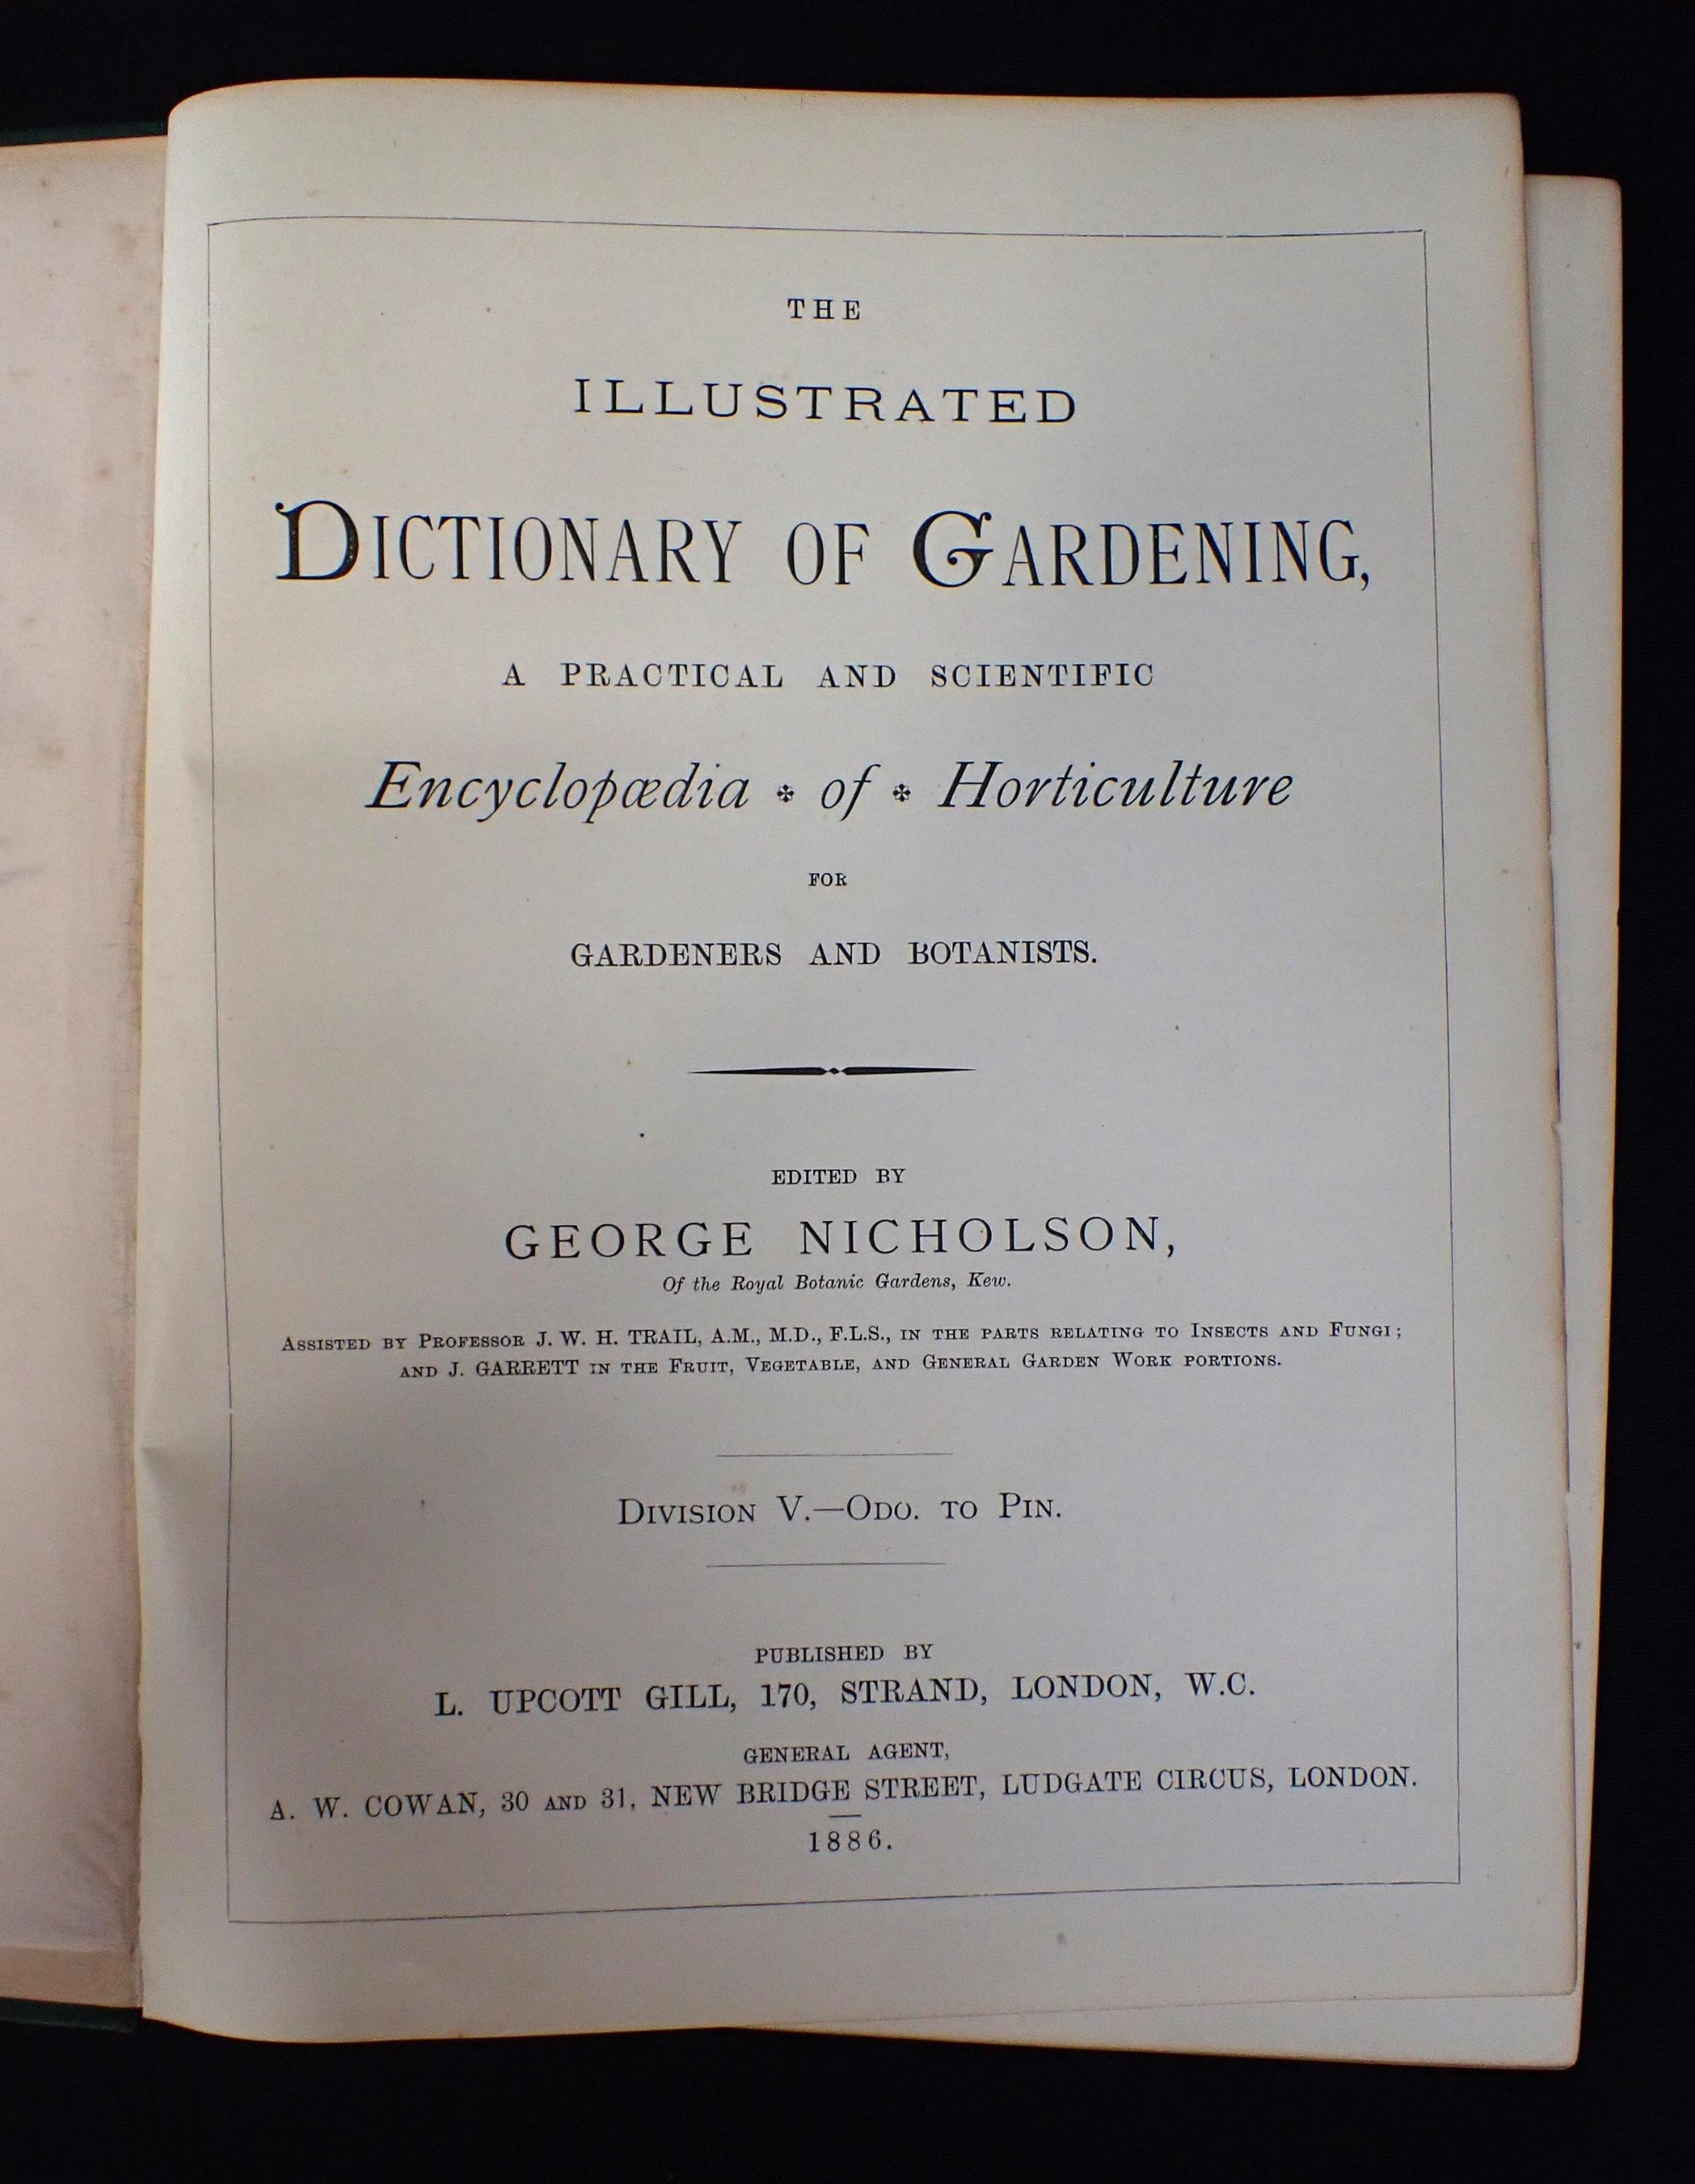 THE
ILLUSTRATED
DICTIONARY OF GARDENING,
A PRACTICAL AND SCIENTIFIC
Encyclopædia of Horticulture
FOR
GARDENERS AND BOTANISTS.
EDITED BY
GEORGE NICHOLSON,
Of the Royal Botanic Gardens, Kew.
ASSISTED BY PROFESSOR J. W. H. TRAIL, A.M., M.D., F.L.S., IN THE PARTS RELATING TO INSECTS AND FUNGI;
AND J. GARRETT IN THE FRUIT, VEGETABLE, AND GENERAL GARDEN WORK PORTIONS.
DIVISION V.—ODO. TO PIN.
PUBLISHED BY
L. UPCOTT GILL, 170, STRAND, LONDON, W.C.
GENERAL AGENT,
A. W. COWAN, 30 AND 31, NEW BRIDGE STREET, LUDGATE CIRCUS, LONDON.
1886.